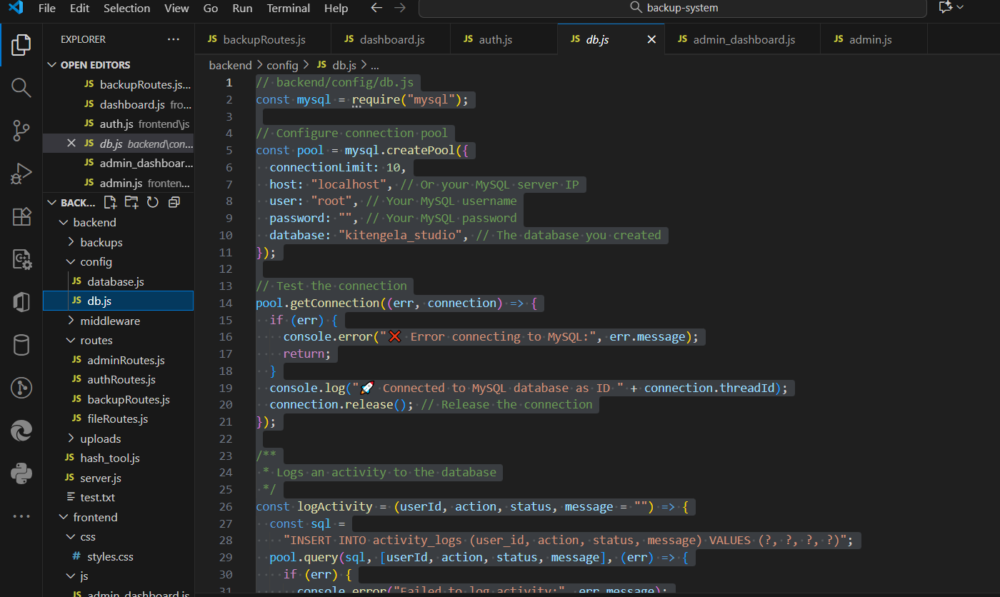 File Edit Selection View Go Run Terminal Help
backup-system
EXPLORER
OPEN EDITORS
JS backupRoutes.js...
JS dashboard.js fro...
JS auth.js frontend\js
JS db.js backend\con...
JS admin_dashboar...
JS admin.js fronten...
BACK...
backend
backups
config
JS database.js
JS db.js
middleware
routes
JS adminRoutes.js
JS authRoutes.js
JS backupRoutes.js
JS fileRoutes.js
uploads
JS hash_tool.js
JS server.js
test.txt
frontend
css
# styles.css
js
JS admin_dashboard.js
JS backupRoutes.js JS dashboard.js JS auth.js JS db.js JS admin_dashboard.js JS admin.js
backend > config > JS db.js > ...
1 // backend/config/db.js
2 const mysql = require("mysql");
3
4 // Configure connection pool
5 const pool = mysql.createPool({
6 connectionLimit: 10,
7 host: "localhost", // Or your MySQL server IP
8 user: "root", // Your MySQL username
9 password: "", // Your MySQL password
10 database: "kitengela_studio", // The database you created
11 });
12
13 // Test the connection
14 pool.getConnection((err, connection) => {
15 if (err) {
16 console.error("❌ Error connecting to MySQL:", err.message);
17 return;
18 }
19 console.log("🚀 Connected to MySQL database as ID " + connection.threadId);
20 connection.release(); // Release the connection
21 });
22
23 /**
24 * Logs an activity to the database
25 */
26 const logActivity = (userId, action, status, message = "") => {
27 const sql =
28 "INSERT INTO activity_logs (user_id, action, status, message) VALUES (?, ?, ?, ?)";
29 pool.query(sql, [userId, action, status, message], (err) => {
30 if (err) {
31 console.error("Failed to log activity:", err.message);